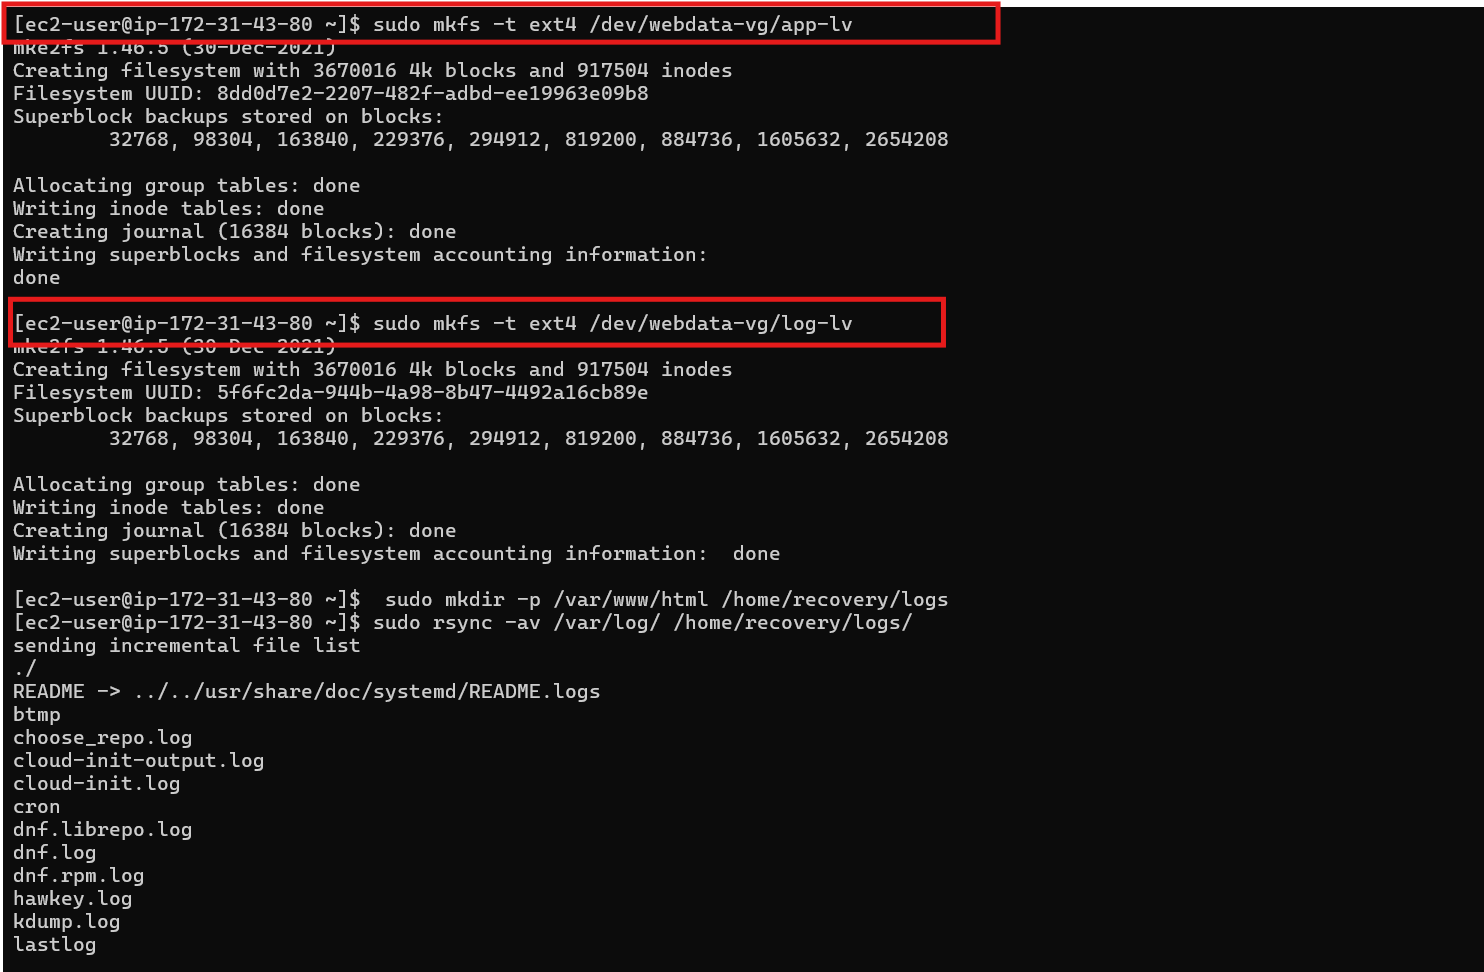 [ec2-user@ip-172-31-43-80 ~]$ sudo mkfs -t ext4 /dev/webdata-vg/app-lv
mke2fs 1.46.5 (30-Dec-2021)
Creating filesystem with 3670016 4k blocks and 917504 inodes
Filesystem UUID: 8dd0d7e2-2207-482f-adbd-ee19963e09b8
Superblock backups stored on blocks:
        32768, 98304, 163840, 229376, 294912, 819200, 884736, 1605632, 2654208
Allocating group tables: done
Writing inode tables: done
Creating journal (16384 blocks): done
Writing superblocks and filesystem accounting information:
done
[ec2-user@ip-172-31-43-80 ~]$ sudo mkfs -t ext4 /dev/webdata-vg/log-lv
mke2fs 1.46.5 (30-Dec-2021)
Creating filesystem with 3670016 4k blocks and 917504 inodes
Filesystem UUID: 5f6fc2da-944b-4a98-8b47-4492a16cb89e
Superblock backups stored on blocks:
        32768, 98304, 163840, 229376, 294912, 819200, 884736, 1605632, 2654208
Allocating group tables: done
Writing inode tables: done
Creating journal (16384 blocks): done
Writing superblocks and filesystem accounting information:  done
[ec2-user@ip-172-31-43-80 ~]$  sudo mkdir -p /var/www/html /home/recovery/logs
[ec2-user@ip-172-31-43-80 ~]$ sudo rsync -av /var/log/ /home/recovery/logs/
sending incremental file list
./
README -> ../../usr/share/doc/systemd/README.logs
btmp
choose_repo.log
cloud-init-output.log
cloud-init.log
cron
dnf.librepo.log
dnf.log
dnf.rpm.log
hawkey.log
kdump.log
lastlog